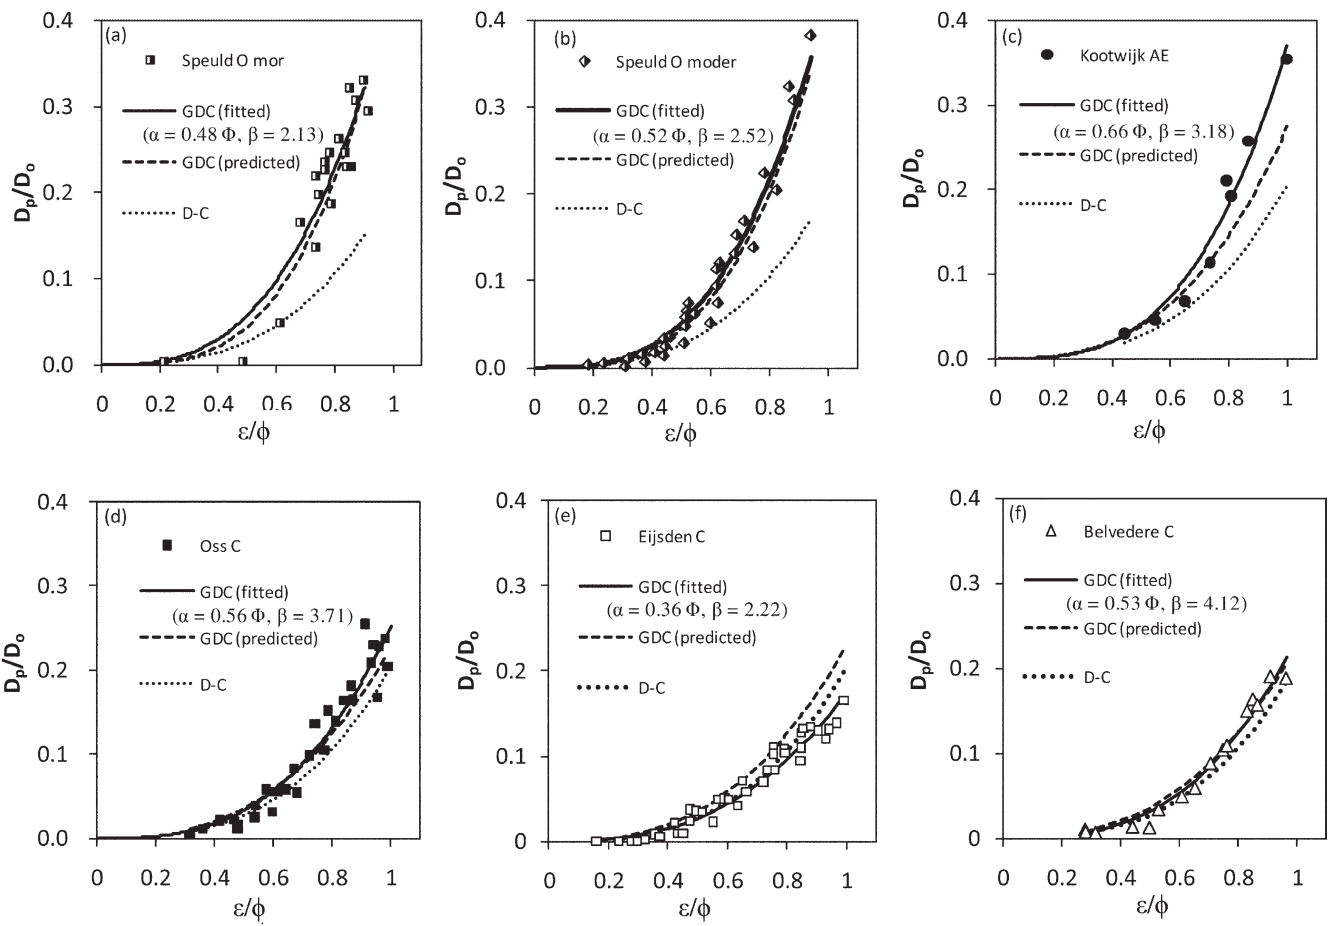 (a)
Speuld O mor
GDC (fitted)
(α = 0.48 Φ, β = 2.13)
GDC (predicted)
D-C
0.4
0.3
0.2
0.1
0.0
0 0.2 0.4 0.6 0.8 1
Dp/Do
ε/ϕ
(b)
Speuld O moder
GDC (fitted)
(α = 0.52 Φ, β = 2.52)
GDC (predicted)
D-C
0.4
0.3
0.2
0.1
0.0
0 0.2 0.4 0.6 0.8 1
Dp/Do
ε/ϕ
(c)
Kootwijk AE
GDC (fitted)
(α = 0.66 Φ, β = 3.18)
GDC (predicted)
D-C
0.4
0.3
0.2
0.1
0.0
0 0.2 0.4 0.6 0.8 1
Dp/Do
ε/ϕ
(d)
Oss C
GDC (fitted)
(α = 0.56 Φ, β = 3.71)
GDC (predicted)
D-C
0.4
0.3
0.2
0.1
0.0
0 0.2 0.4 0.6 0.8 1
Dp/Do
ε/ϕ
(e)
Eijsden C
GDC (fitted)
(α = 0.36 Φ, β = 2.22)
GDC (predicted)
D-C
0.4
0.3
0.2
0.1
0
0 0.2 0.4 0.6 0.8 1
Dp/Do
ε/ϕ
(f)
Belvedere C
GDC (fitted)
(α = 0.53 Φ, β = 4.12)
GDC (predicted)
D-C
0.4
0.3
0.2
0.1
0
0 0.2 0.4 0.6 0.8 1
Dp/Do
ε/ϕ